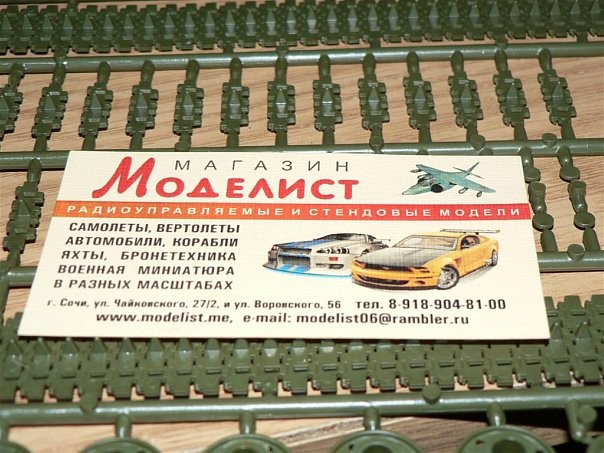 МАГАЗИН
МОДЕЛИСТ
РАДИОУПРАВЛЯЕМЫЕ И СТЕНДОВЫЕ МОДЕЛИ
САМОЛЕТЫ, ВЕРТОЛЕТЫ
АВТОМОБИЛИ, КОРАБЛИ
ЯХТЫ, БРОНЕТЕХНИКА
ВОЕННАЯ МИНИАТЮРА
В РАЗНЫХ МАСШТАБАХ
г. Сочи, ул. Чайковского, 27/2, и ул. Воровского, 56 тел. 8-918-904-81-00
www.modelist.me, e-mail: modelist06@rambler.ru